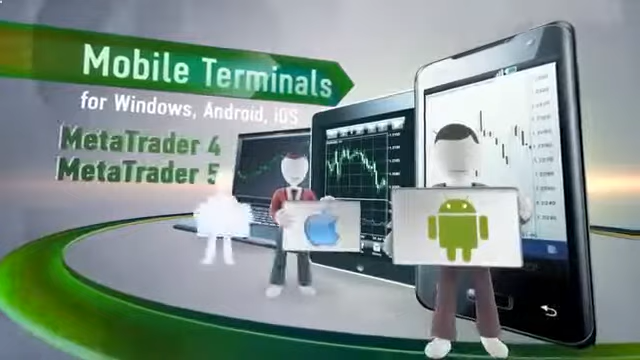 Mobile Terminals
for Windows, Android, iOS
MetaTrader 4
MetaTrader 5